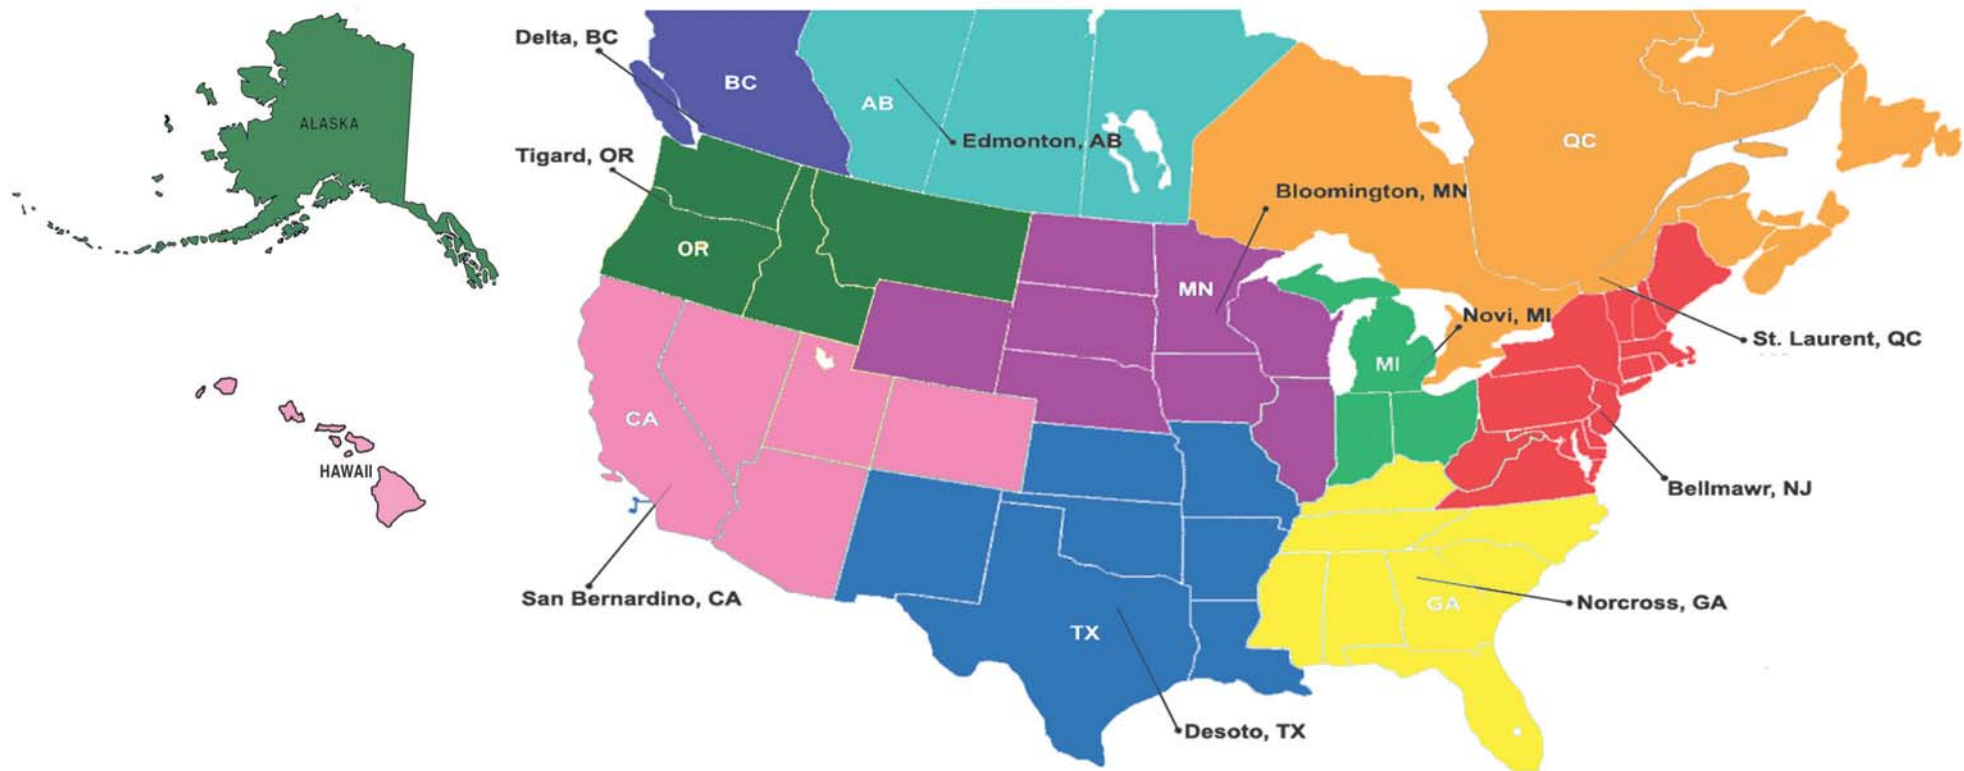 Delta, BC
BC
AB
QC
ALASKA
Edmonton, AB
Tigard, OR
Bloomington, MN
OR
MN
Novi, MI
St. Laurent, QC
MI
CA
HAWAII
Bellmawr, NJ
San Bernardino, CA
GA
Norcross, GA
TX
Desoto, TX